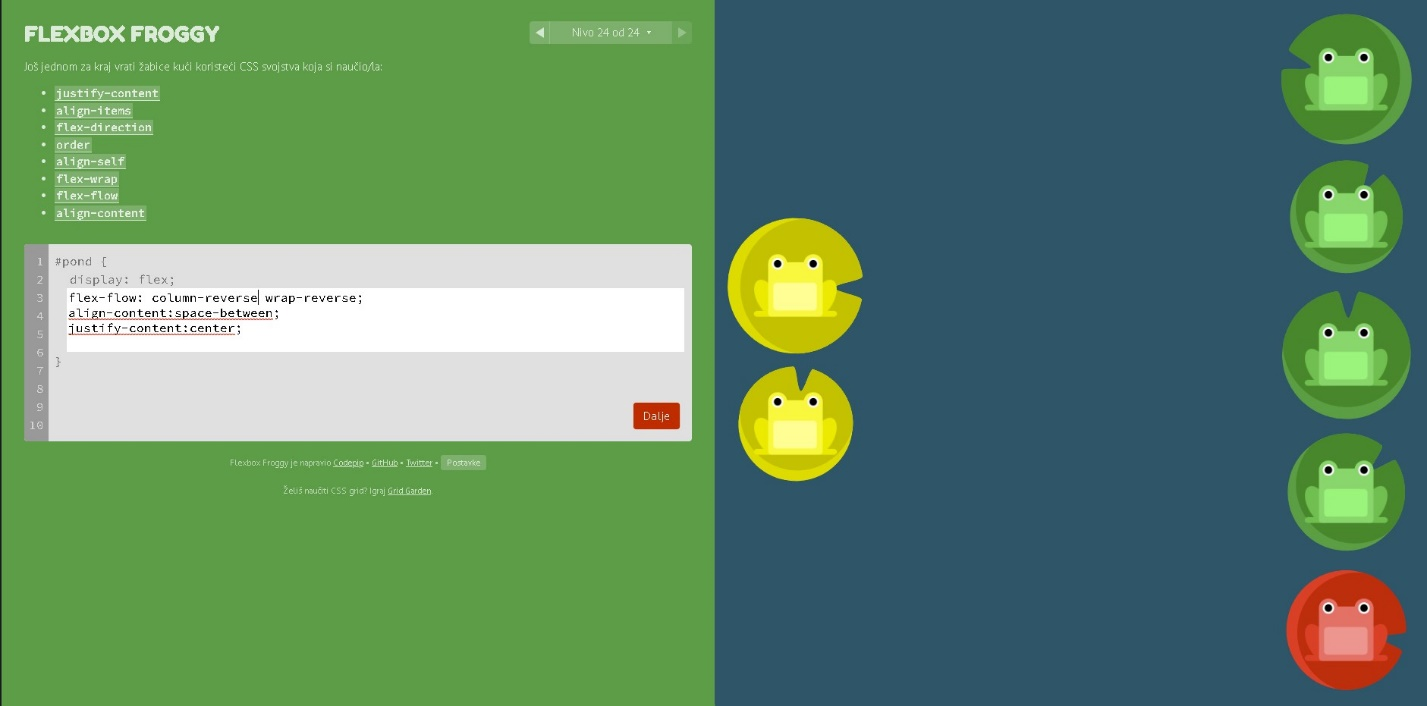 FLEXBOX FROGGY
Nivo 24 od 24
Još jednom za kraj vrati žabice kući koristeći CSS svojstva koja si naučio/la:
justify-content
align-items
flex-direction
order
align-self
flex-wrap
flex-flow
align-content
1 #pond {
2 display: flex;
3 flex-flow: column-reverse wrap-reverse;
4 align-content:space-between;
5 justify-content:center;
6
7 }
8
9
10
Dalje
Flexbox Froggy je napravio Codepip • GitHub • Twitter • Postavke
Želiš naučiti CSS grid? Igraj Grid Garden.